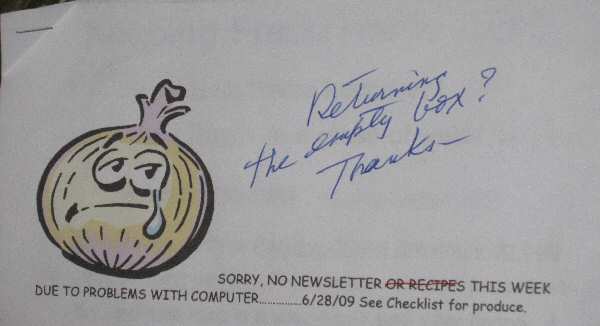 Returning
the empty box?
Thanks-
SORRY, NO NEWSLETTER OR RECIPES THIS WEEK
DUE TO PROBLEMS WITH COMPUTER...............6/28/09 See Checklist for produce.